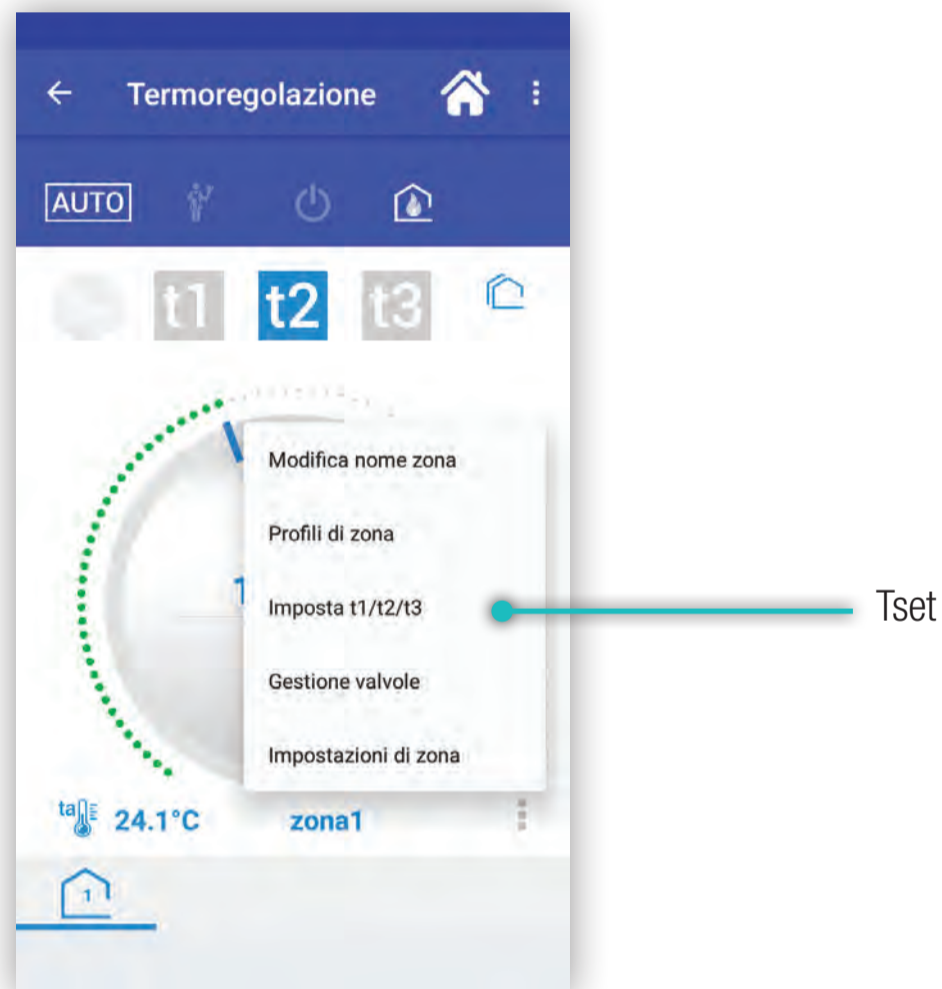 Termoregolazione
AUTO
t1 t2 t3
Modifica nome zona
Profili di zona
1
Imposta t1/t2/t3
Tset
Gestione valvole
Impostazioni di zona
ta 24.1°C zona1
1